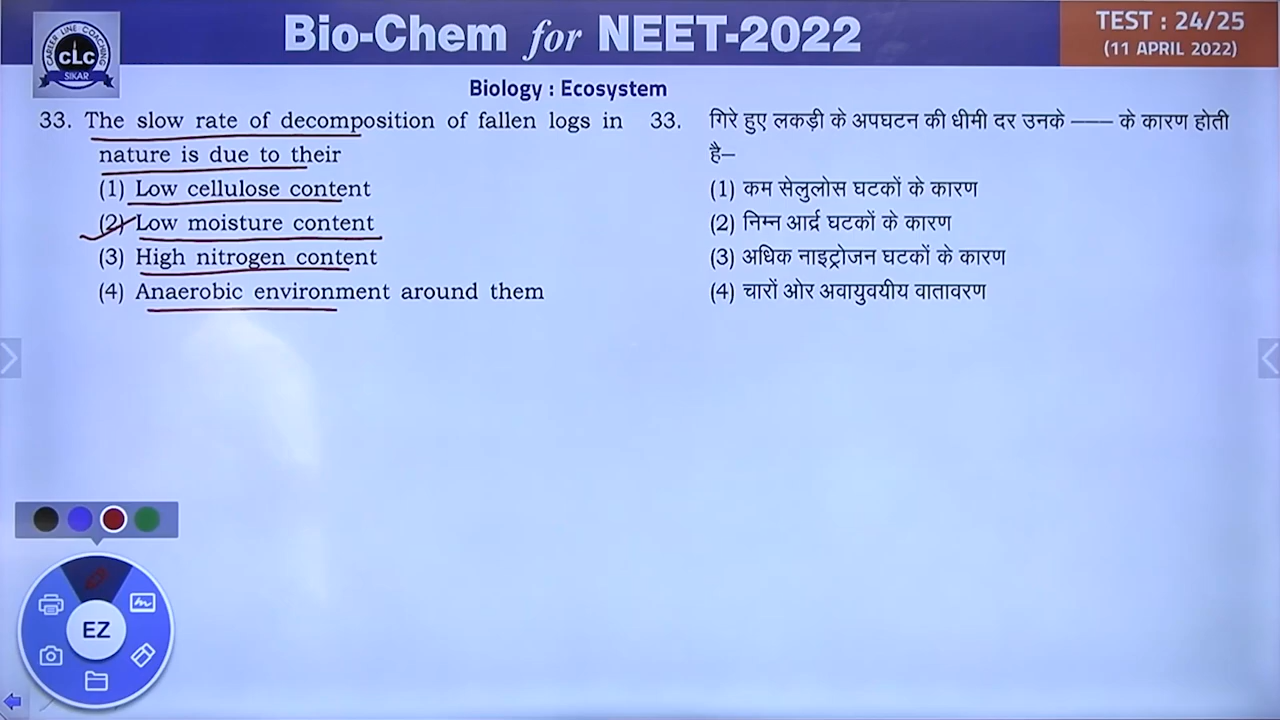 CAREER LINE COACHING
CLC
SIKAR
Bio-Chem for NEET-2022
TEST : 24/25
(11 APRIL 2022)
Biology : Ecosystem
33. The slow rate of decomposition of fallen logs in
nature is due to their
(1) Low cellulose content
(2) Low moisture content
(3) High nitrogen content
(4) Anaerobic environment around them
33. गिरे हुए लकड़ी के अपघटन की धीमी दर उनके —— के कारण होती
है–
(1) कम सेलुलोस घटकों के कारण
(2) निम्न आर्द्र घटकों के कारण
(3) अधिक नाइट्रोजन घटकों के कारण
(4) चारों ओर अवायुवयीय वातावरण
EZ